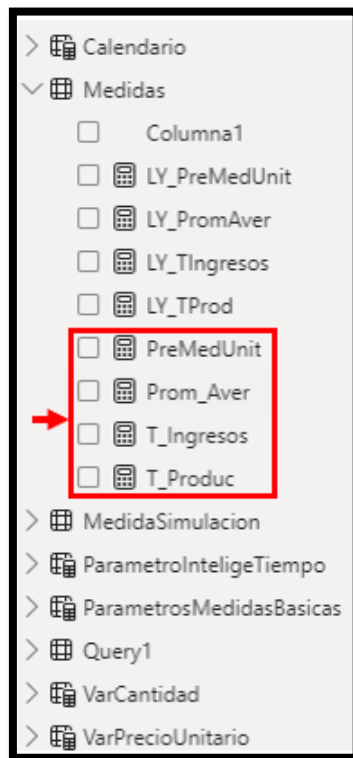 Calendario
Medidas
Columna1
LY_PreMedUnit
LY_PromAver
LY_TIngresos
LY_TProd
PreMedUnit
Prom_Aver
T_Ingresos
T_Produc
MedidaSimulacion
ParametroInteligeTiempo
ParametrosMedidasBasicas
Query1
VarCantidad
VarPrecioUnitario